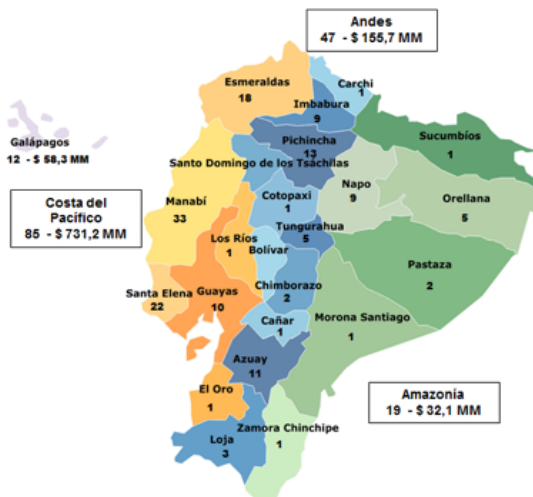 Andes
47 - $ 155,7 MM
Esmeraldas
18
Carchi
1
Imbabura
9
Galápagos
12 - $ 58,3 MM
Pichincha
13
Sucumbíos
1
Santo Domingo de los Tsáchilas
Costa del
Pacífico
85 - $ 731,2 MM
Manabí
33
Cotopaxi
1
Napo
9
Orellana
5
Los Ríos
1
Tungurahua
5
Bolívar
Pastaza
2
Santa Elena
22
Guayas
10
Chimborazo
2
Cañar
1
Morona Santiago
1
Azuay
11
El Oro
1
Amazonía
19 - $ 32,1 MM
Loja
3
Zamora Chinchipe
1